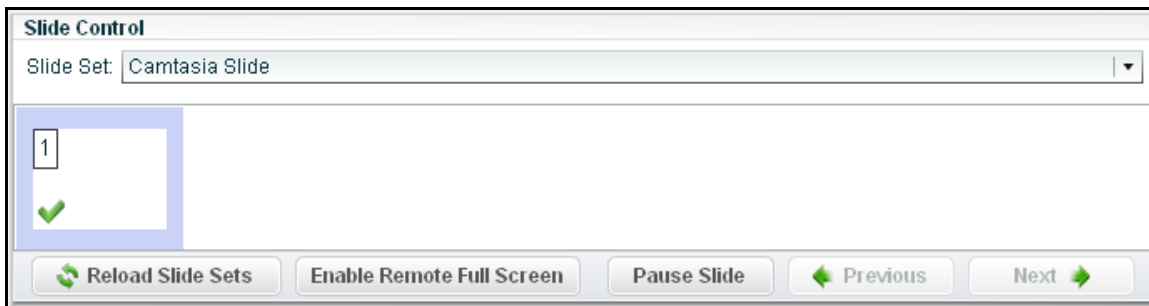 Slide Control
Slide Set: Camtasia Slide
1
Reload Slide Sets Enable Remote Full Screen Pause Slide Previous Next